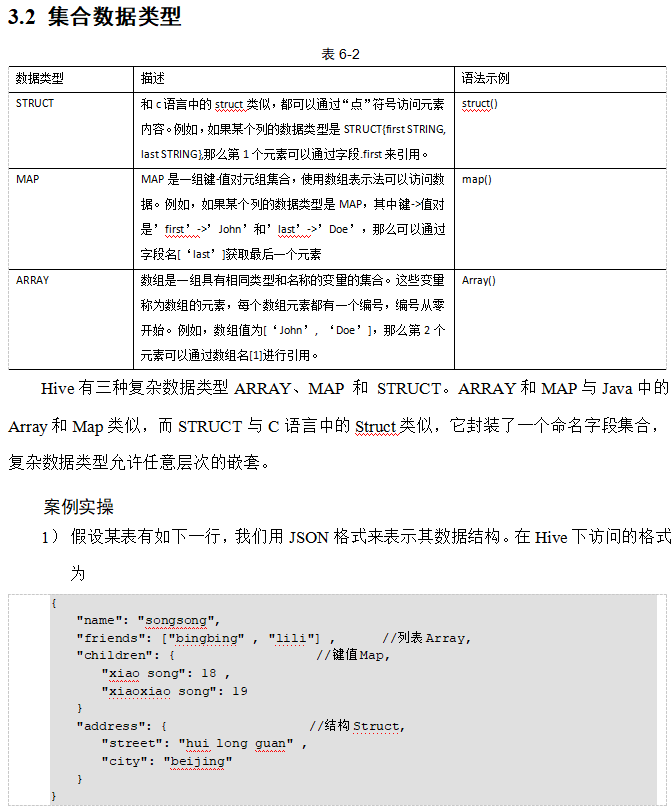 3.2 集合数据类型
表 6-2
数据类型 描述 语法示例
STRUCT 和 c 语言中的 struct 类似，都可以通过“点”符号访问元素 struct()
内容。例如，如果某个列的数据类型是 STRUCT{first STRING,
last STRING},那么第 1 个元素可以通过字段.first 来引用。
MAP MAP 是一组键-值对元组集合，使用数组表示法可以访问数 map()
据。例如，如果某个列的数据类型是 MAP，其中键->值对
是’first’->’John’和’last’->’Doe’，那么可以通过
字段名[‘last’]获取最后一个元素
ARRAY 数组是一组具有相同类型和名称的变量的集合。这些变量 Array()
称为数组的元素，每个数组元素都有一个编号，编号从零
开始。例如，数组值为[‘John’, ‘Doe’]，那么第 2 个
元素可以通过数组名[1]进行引用。
Hive 有三种复杂数据类型 ARRAY、MAP 和 STRUCT。ARRAY 和 MAP 与 Java 中的
Array 和 Map 类似，而 STRUCT 与 C 语言中的 Struct 类似，它封装了一个命名字段集合，
复杂数据类型允许任意层次的嵌套。
案例实操
1） 假设某表有如下一行，我们用 JSON 格式来表示其数据结构。在 Hive 下访问的格式
为
{
"name": "songsong",
"friends": ["bingbing" , "lili"] , //列表 Array,
"children": { //键值 Map,
"xiao song": 18 ,
"xiaoxiao song": 19
}
"address": { //结构 Struct,
"street": "hui long guan" ,
"city": "beijing"
}
}